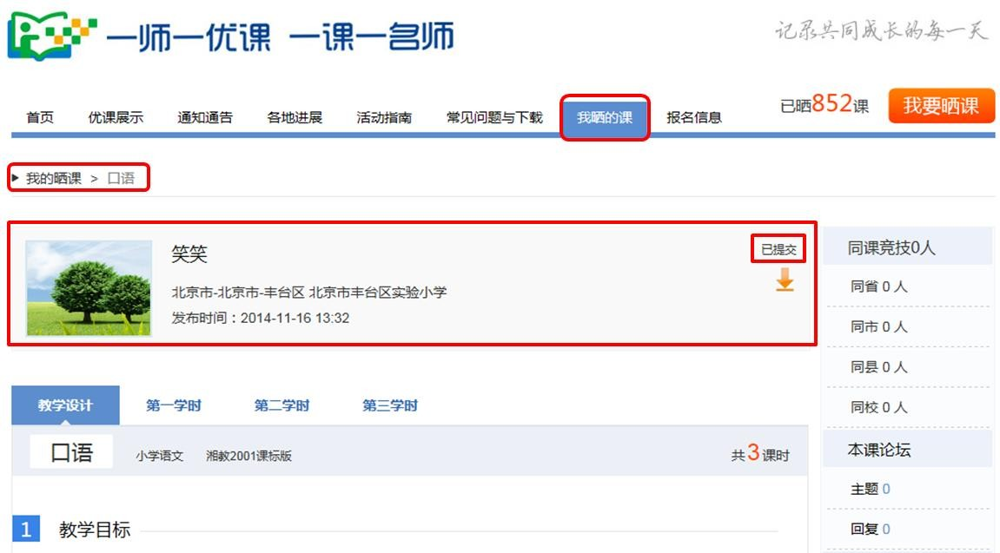 一师一优课 一课一名师
记录共同成长的每一天
首页 优课展示 通知通告 各地进展 活动指南 常见问题与下载 我晒的课 报名信息
已晒852课 我要晒课
我的晒课 > 口语
笑笑
已提交
北京市-北京市-丰台区 北京市丰台区实验小学
发布时间：2014-11-16 13:32
同课竞技0人
同省 0 人
同市 0 人
同县 0 人
同校 0 人
本课论坛
主题 0
回复 0
教学设计 第一学时 第二学时 第三学时
口语 小学语文 湘教2001课标版 共3课时
1 教学目标